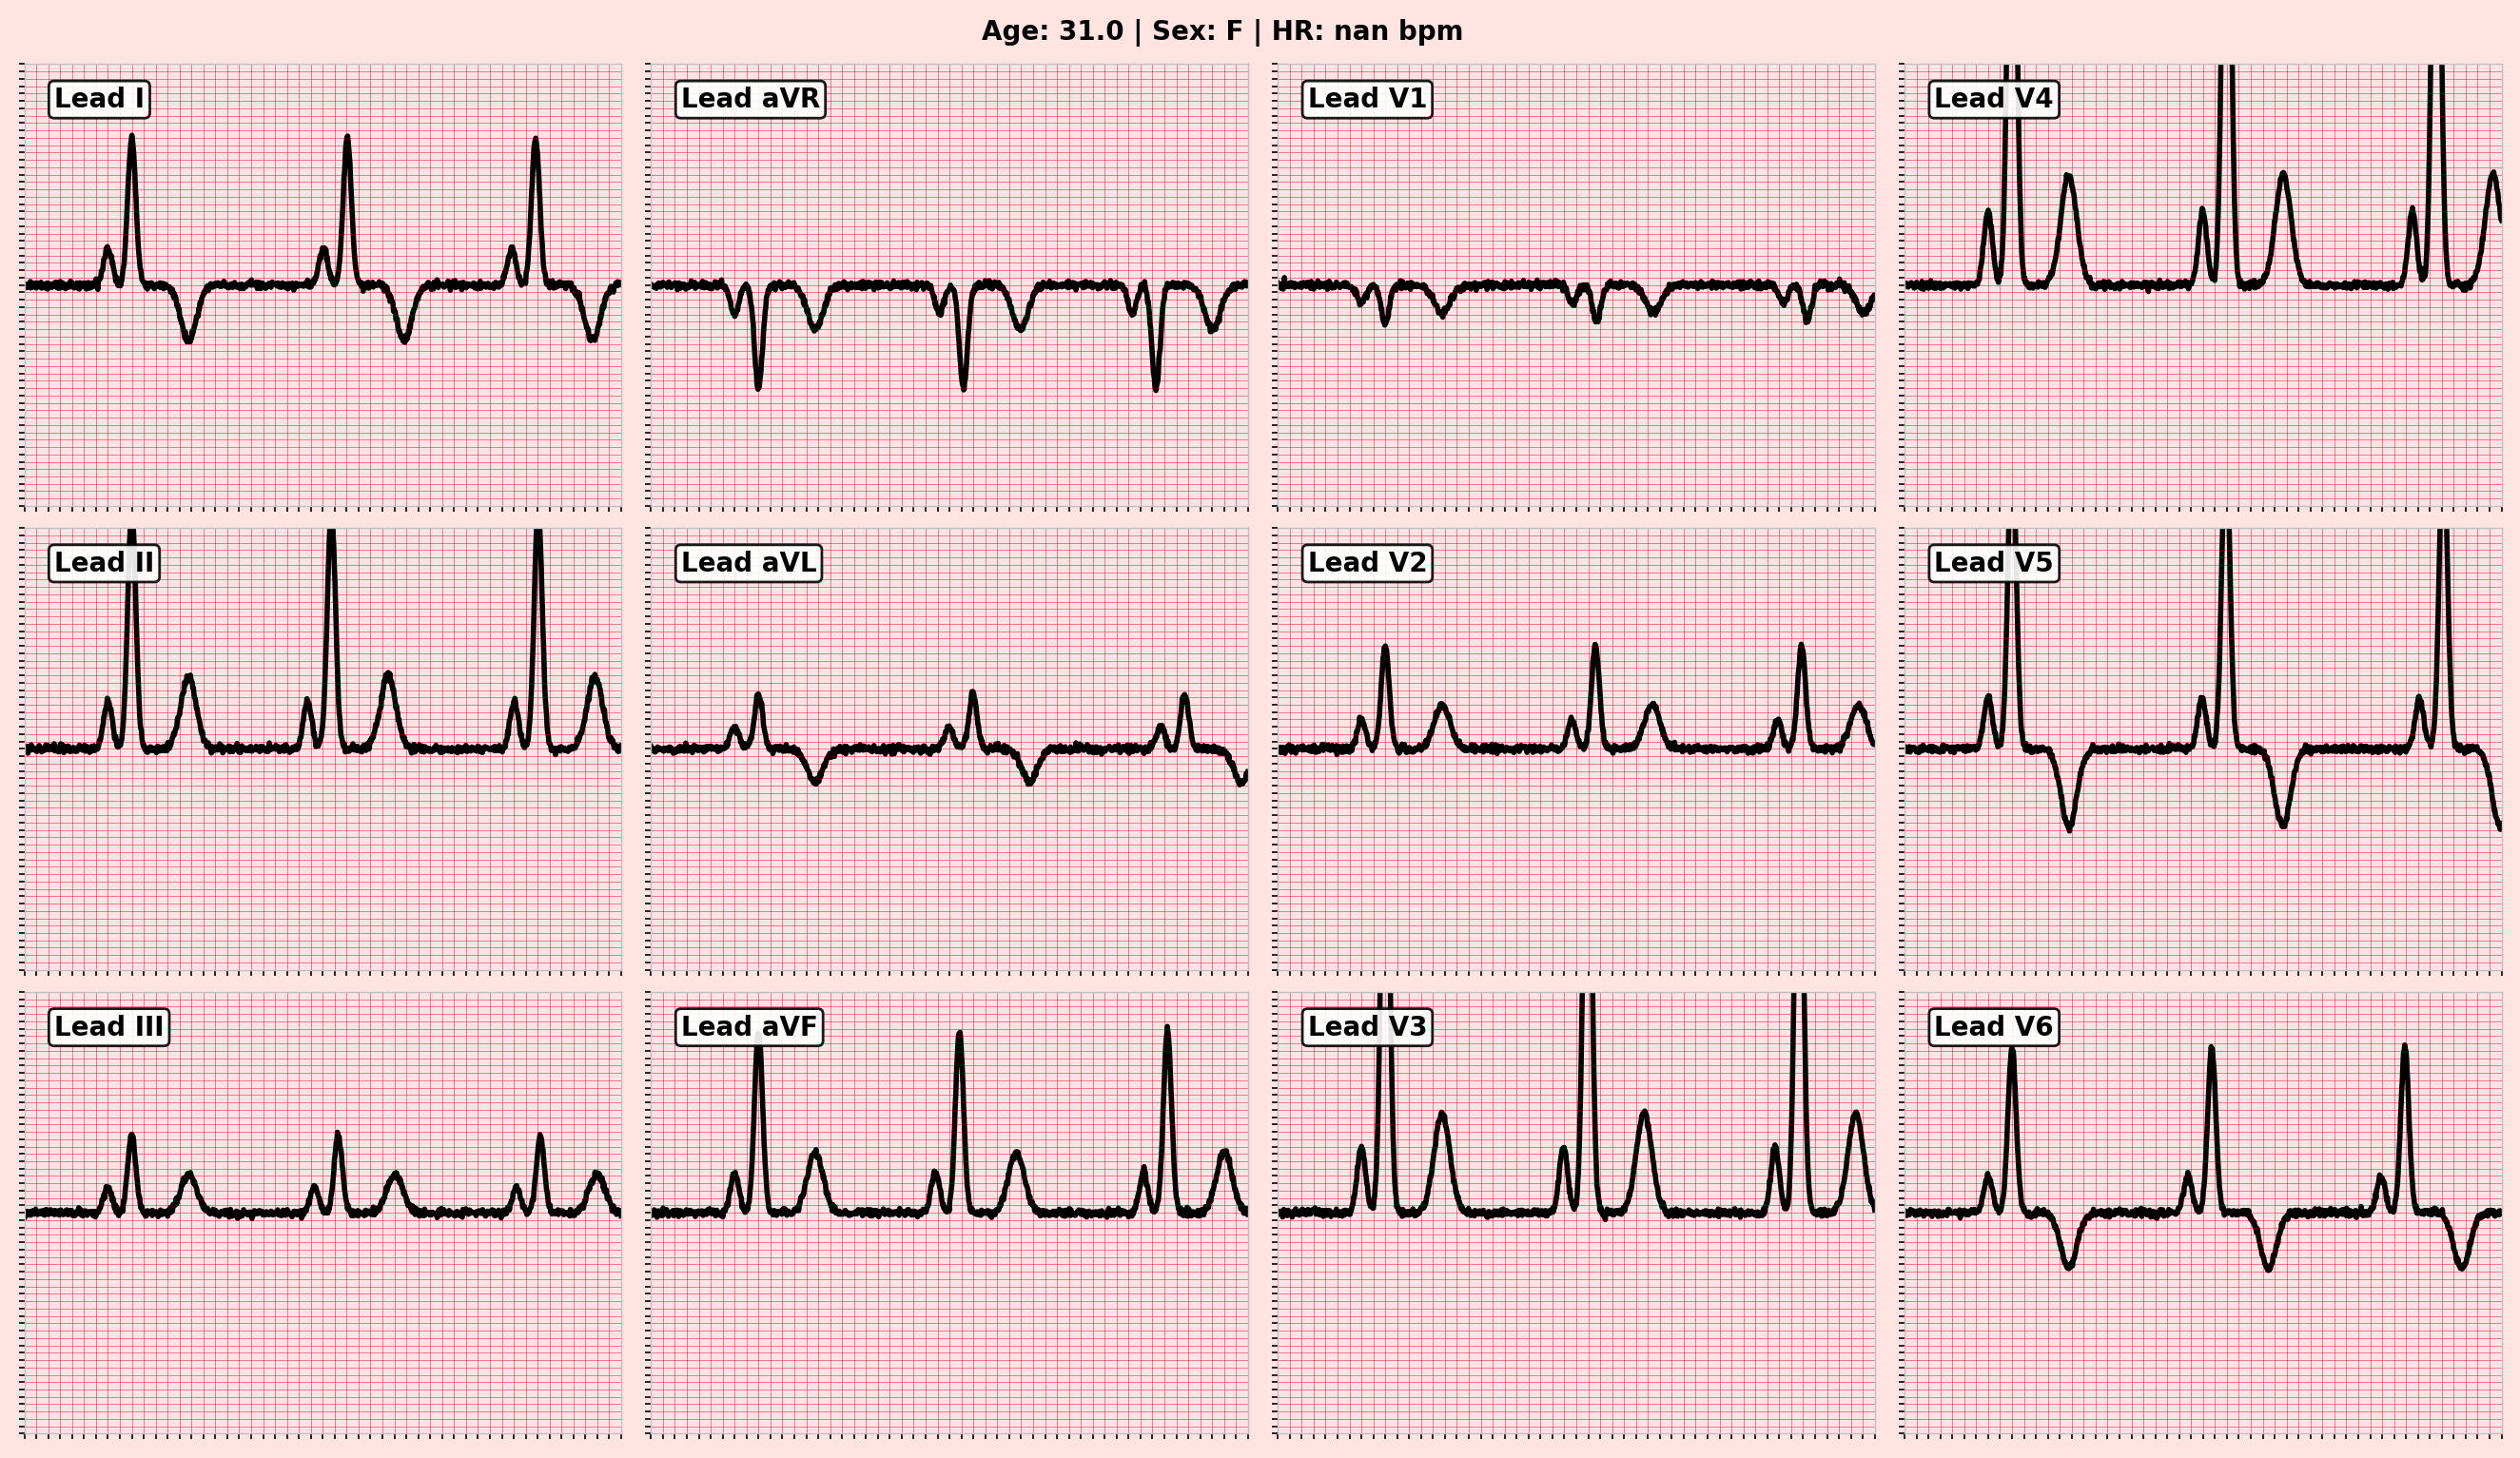 Age: 31.0 | Sex: F | HR: nan bpm
Lead I
Lead aVR
Lead V1
Lead V4
Lead II
Lead aVL
Lead V2
Lead V5
Lead III
Lead aVF
Lead V3
Lead V6